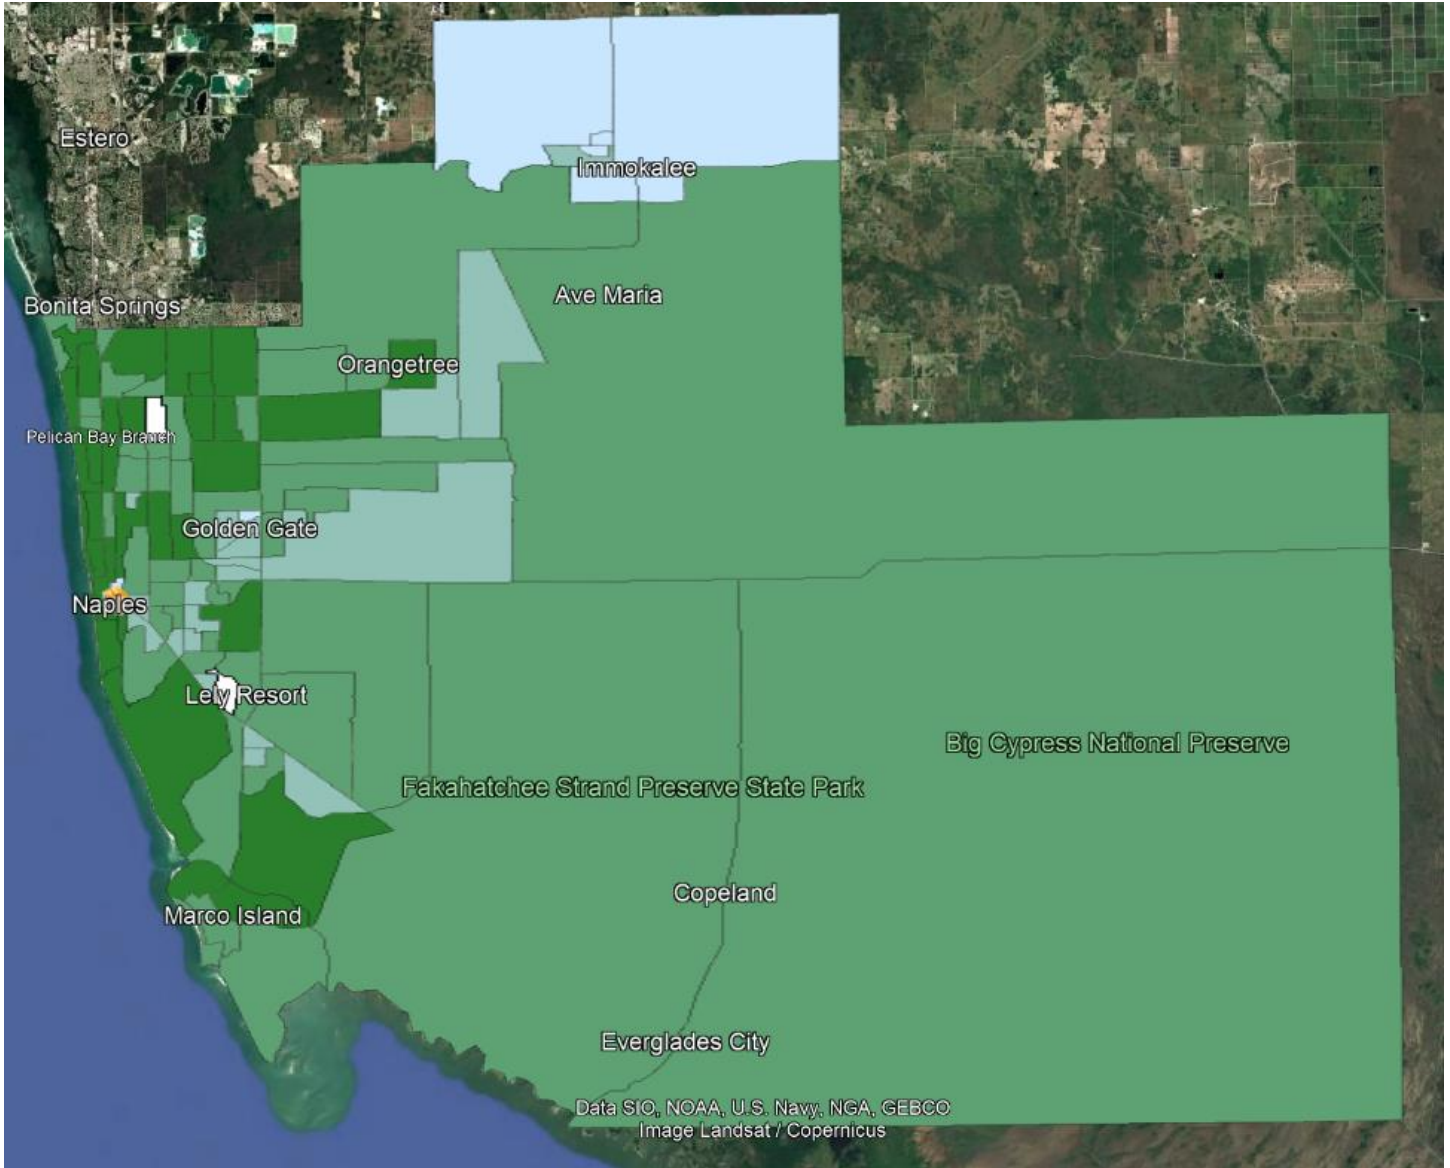 Estero
Immokalee
Ave Maria
Bonita Springs
Orangetree
Pelican Bay Branch
Golden Gate
Naples
Lely Resort
Big Cypress National Preserve
Fakahatchee Strand Preserve State Park
Copeland
Marco Island
Everglades City
Data SIO, NOAA, U.S. Navy, NGA, GEBCO
Image Landsat / Copernicus